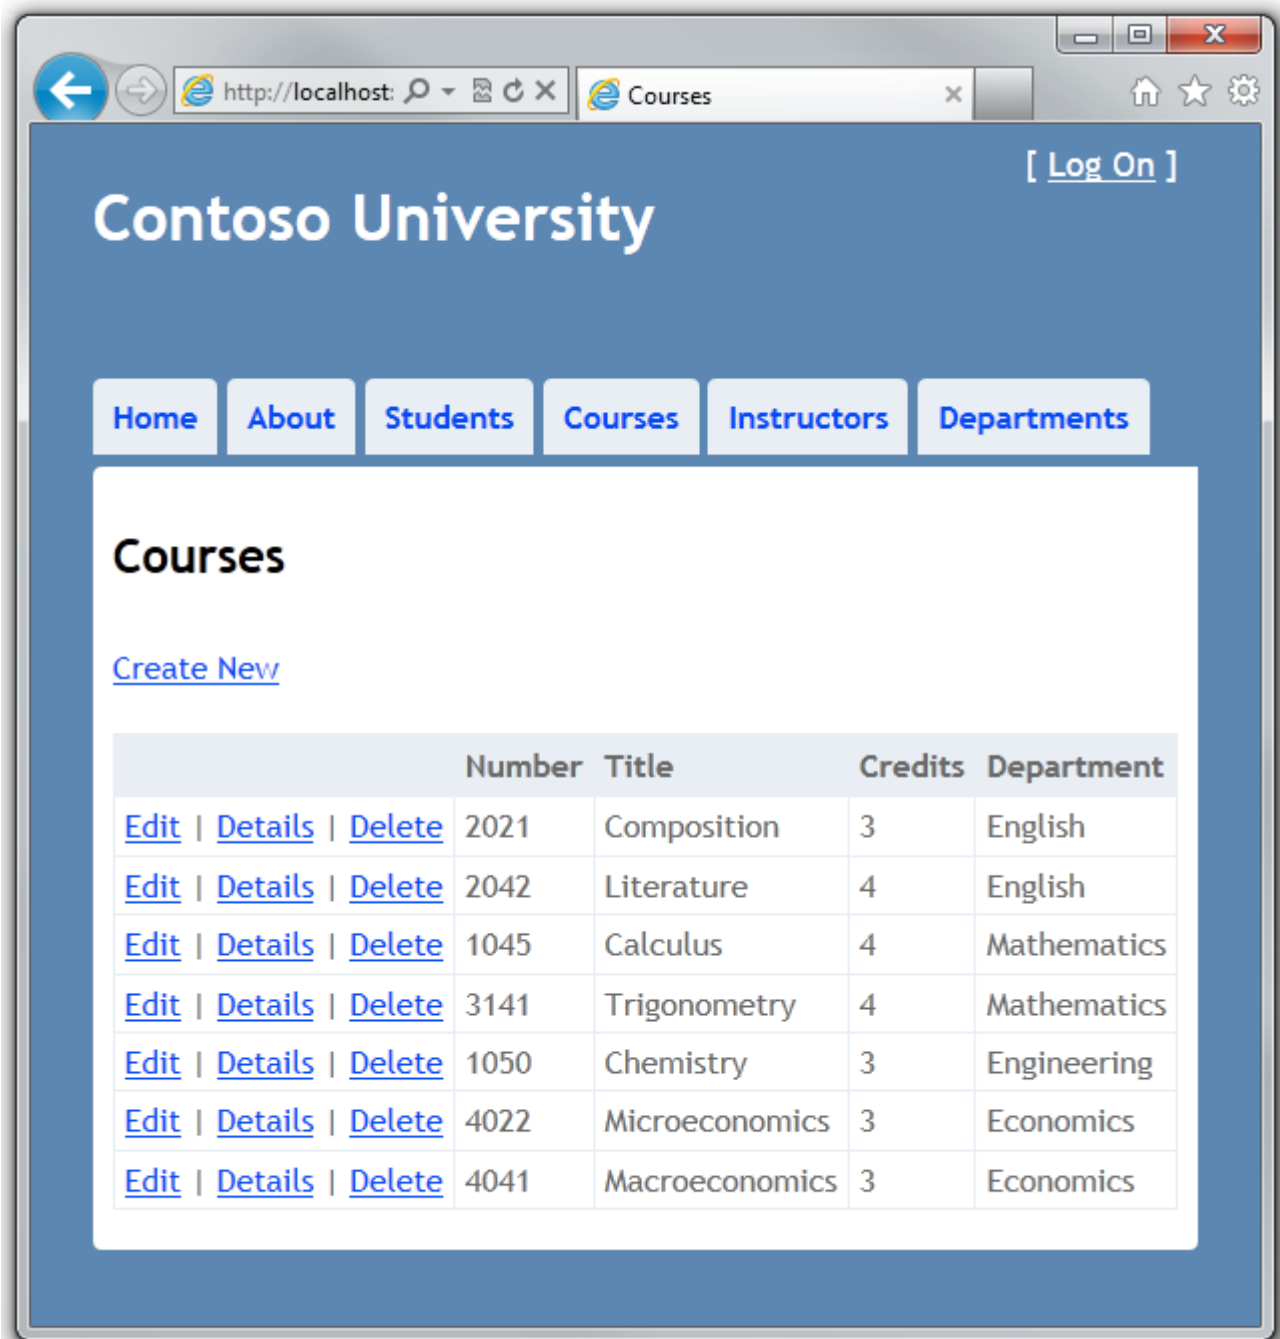 http://localhost:
Courses
[ Log On ]
Contoso University
Home About Students Courses Instructors Departments
Courses
Create New
Number Title Credits Department
Edit | Details | Delete 2021 Composition 3 English
Edit | Details | Delete 2042 Literature 4 English
Edit | Details | Delete 1045 Calculus 4 Mathematics
Edit | Details | Delete 3141 Trigonometry 4 Mathematics
Edit | Details | Delete 1050 Chemistry 3 Engineering
Edit | Details | Delete 4022 Microeconomics 3 Economics
Edit | Details | Delete 4041 Macroeconomics 3 Economics